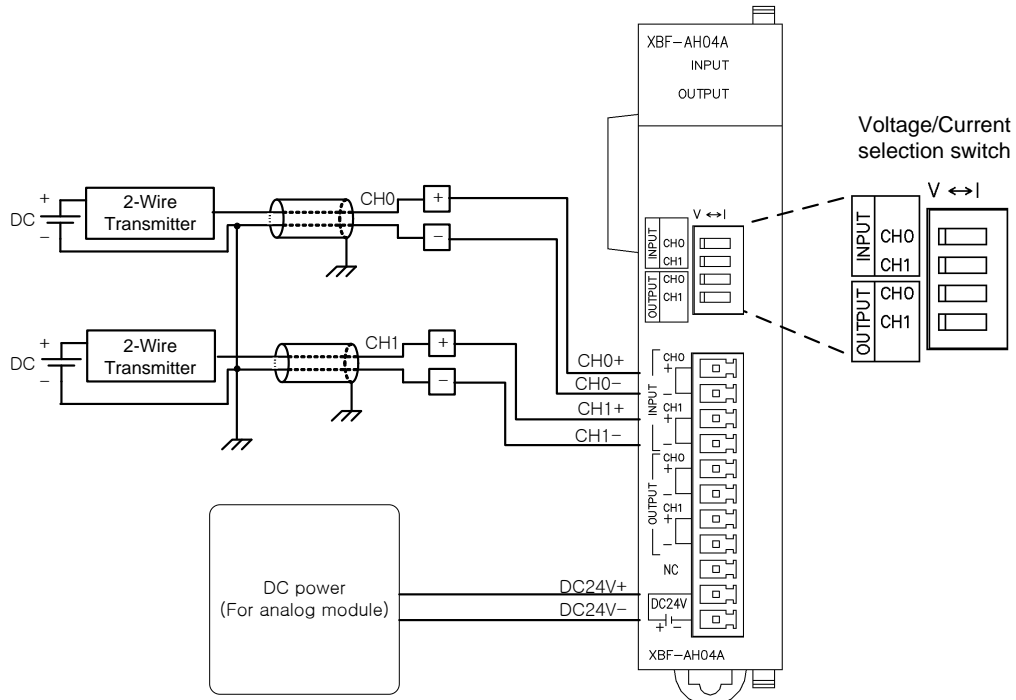 XBF-AH04A
INPUT
OUTPUT
Voltage/Current
selection switch
V ↔ I
INPUT
CH0
CH1
OUTPUT
CH0
CH1
V ↔ I
INPUT
CH0
CH1
OUTPUT
CH0
CH1
DC
+
−
2-Wire
Transmitter
CH0
+
−
DC
+
−
2-Wire
Transmitter
CH1
+
−
CH0+
CH0−
CH1+
CH1−
INPUT
CH0
+
−
CH1
+
−
OUTPUT
CH0
+
−
CH1
+
−
NC
DC24V
+ −
DC power
(For analog module)
DC24V+
DC24V−
XBF-AH04A